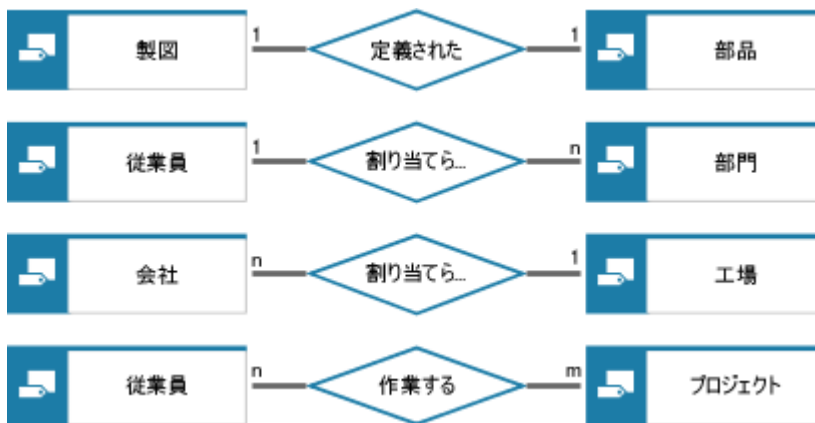 製図 1 定義された 1 部品
従業員 1 割り当てら... n 部門
会社 n 割り当てら... 1 工場
従業員 n 作業する m プロジェクト